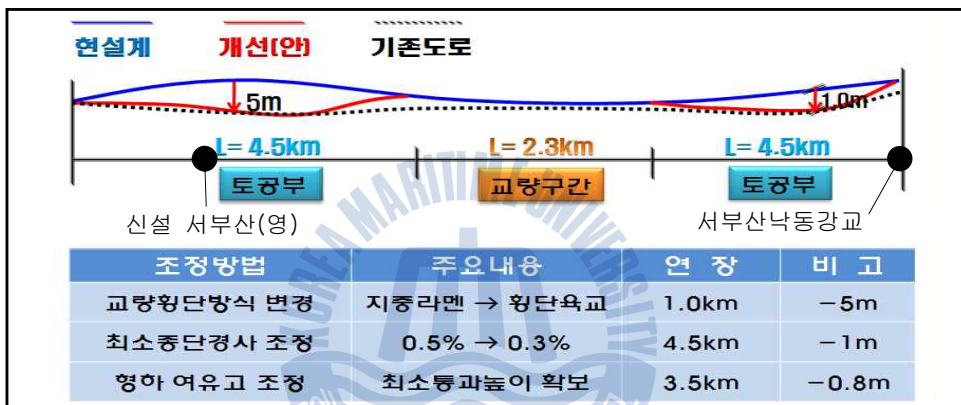 현설계 개선(안) 기존도로
5m 1.0m
L= 4.5km L= 2.3km L= 4.5km
토공부 교량구간 토공부
신설 서부산(영) 서부산낙동강교
조정방법 주요내용 연 장 비 고
교량횡단방식 변경 지중라멘 → 횡단육교 1.0km −5m
최소종단경사 조정 0.5% → 0.3% 4.5km −1m
형하 여유고 조정 최소통과높이 확보 3.5km −0.8m
KOREA MARITIME UNIVERSITY